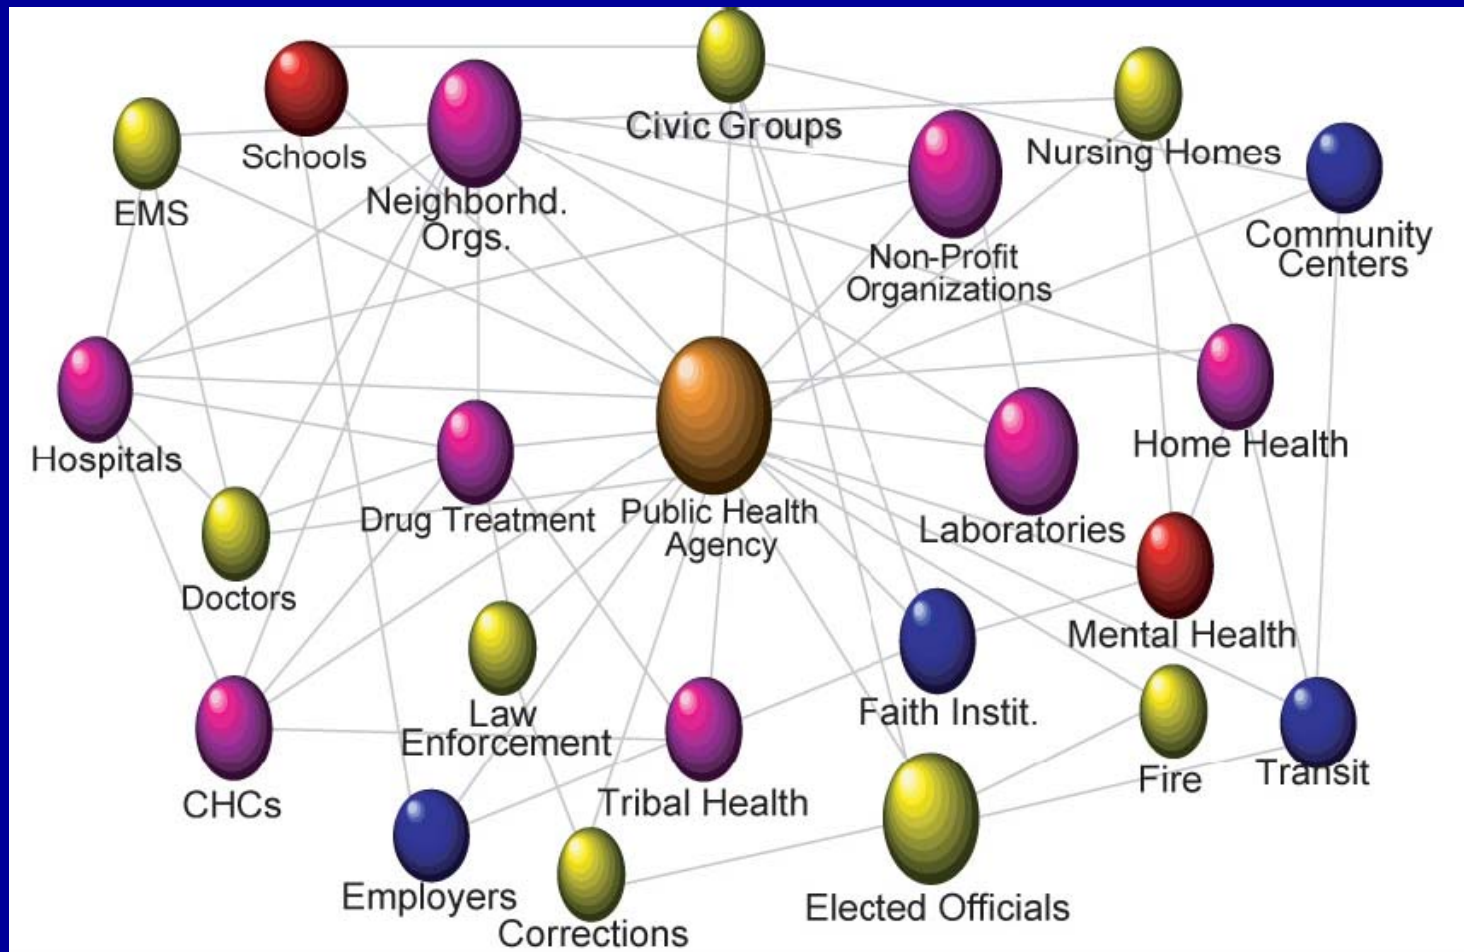 Civic Groups
Schools
Nursing Homes
EMS
Neighborhd.
Orgs.
Community
Centers
Non-Profit
Organizations
Hospitals
Home Health
Drug Treatment
Public Health
Agency
Laboratories
Doctors
Mental Health
Law
Enforcement
Faith Instit.
CHCs
Tribal Health
Fire
Transit
Employers
Corrections
Elected Officials